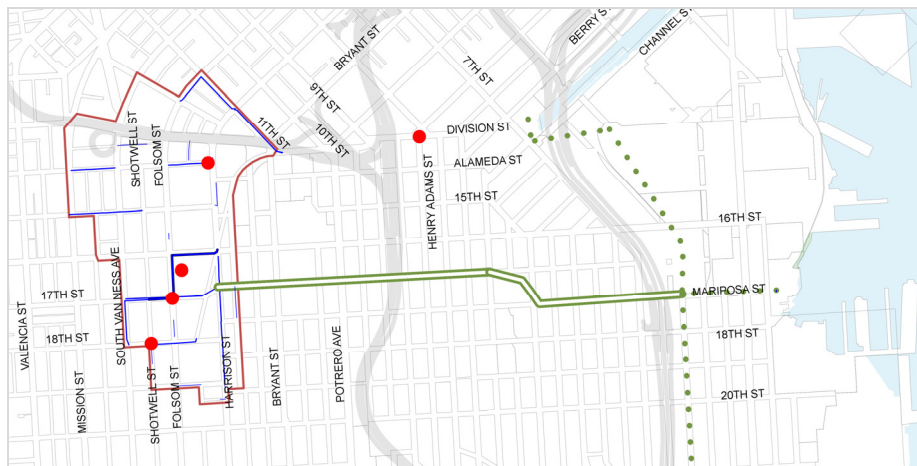 BERRY ST
CHANNEL ST
BRYANT ST
7TH ST
9TH ST
11TH ST
10TH ST
DIVISION ST
SHOTWELL ST
FOLSOM ST
ALAMEDA ST
HENRY ADAMS ST
15TH ST
16TH ST
SOUTH VAN NESS AVE
17TH ST
MARIPOSA ST
VALENCIA ST
18TH ST
18TH ST
MISSION ST
SHOTWELL ST
FOLSOM ST
HARRISON ST
BRYANT ST
POTRERO AVE
20TH ST